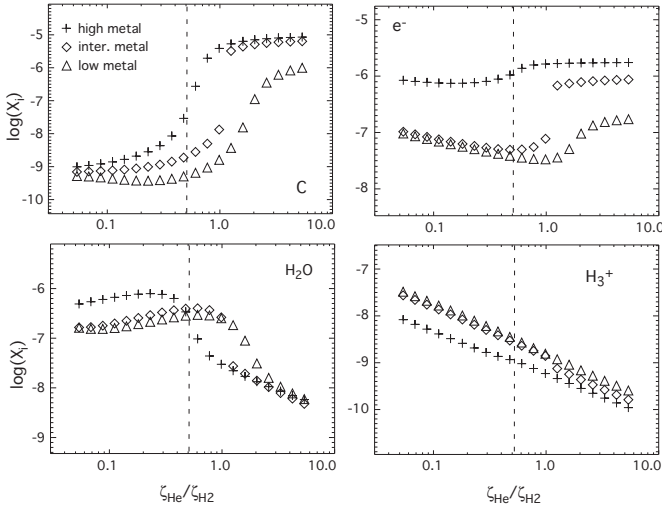 + high metal
◇ inter. metal
△ low metal
C
log(Xᵢ)
-5
-6
-7
-8
-9
-10
0.1
1.0
10.0
e⁻
-5
-6
-7
-8
0.1
1.0
10.0
H₂O
log(Xᵢ)
-6
-7
-8
-9
0.1
1.0
10.0
ζHe/ζH2
H₃⁺
-7
-8
-9
-10
0.1
1.0
10.0
ζHe/ζH2